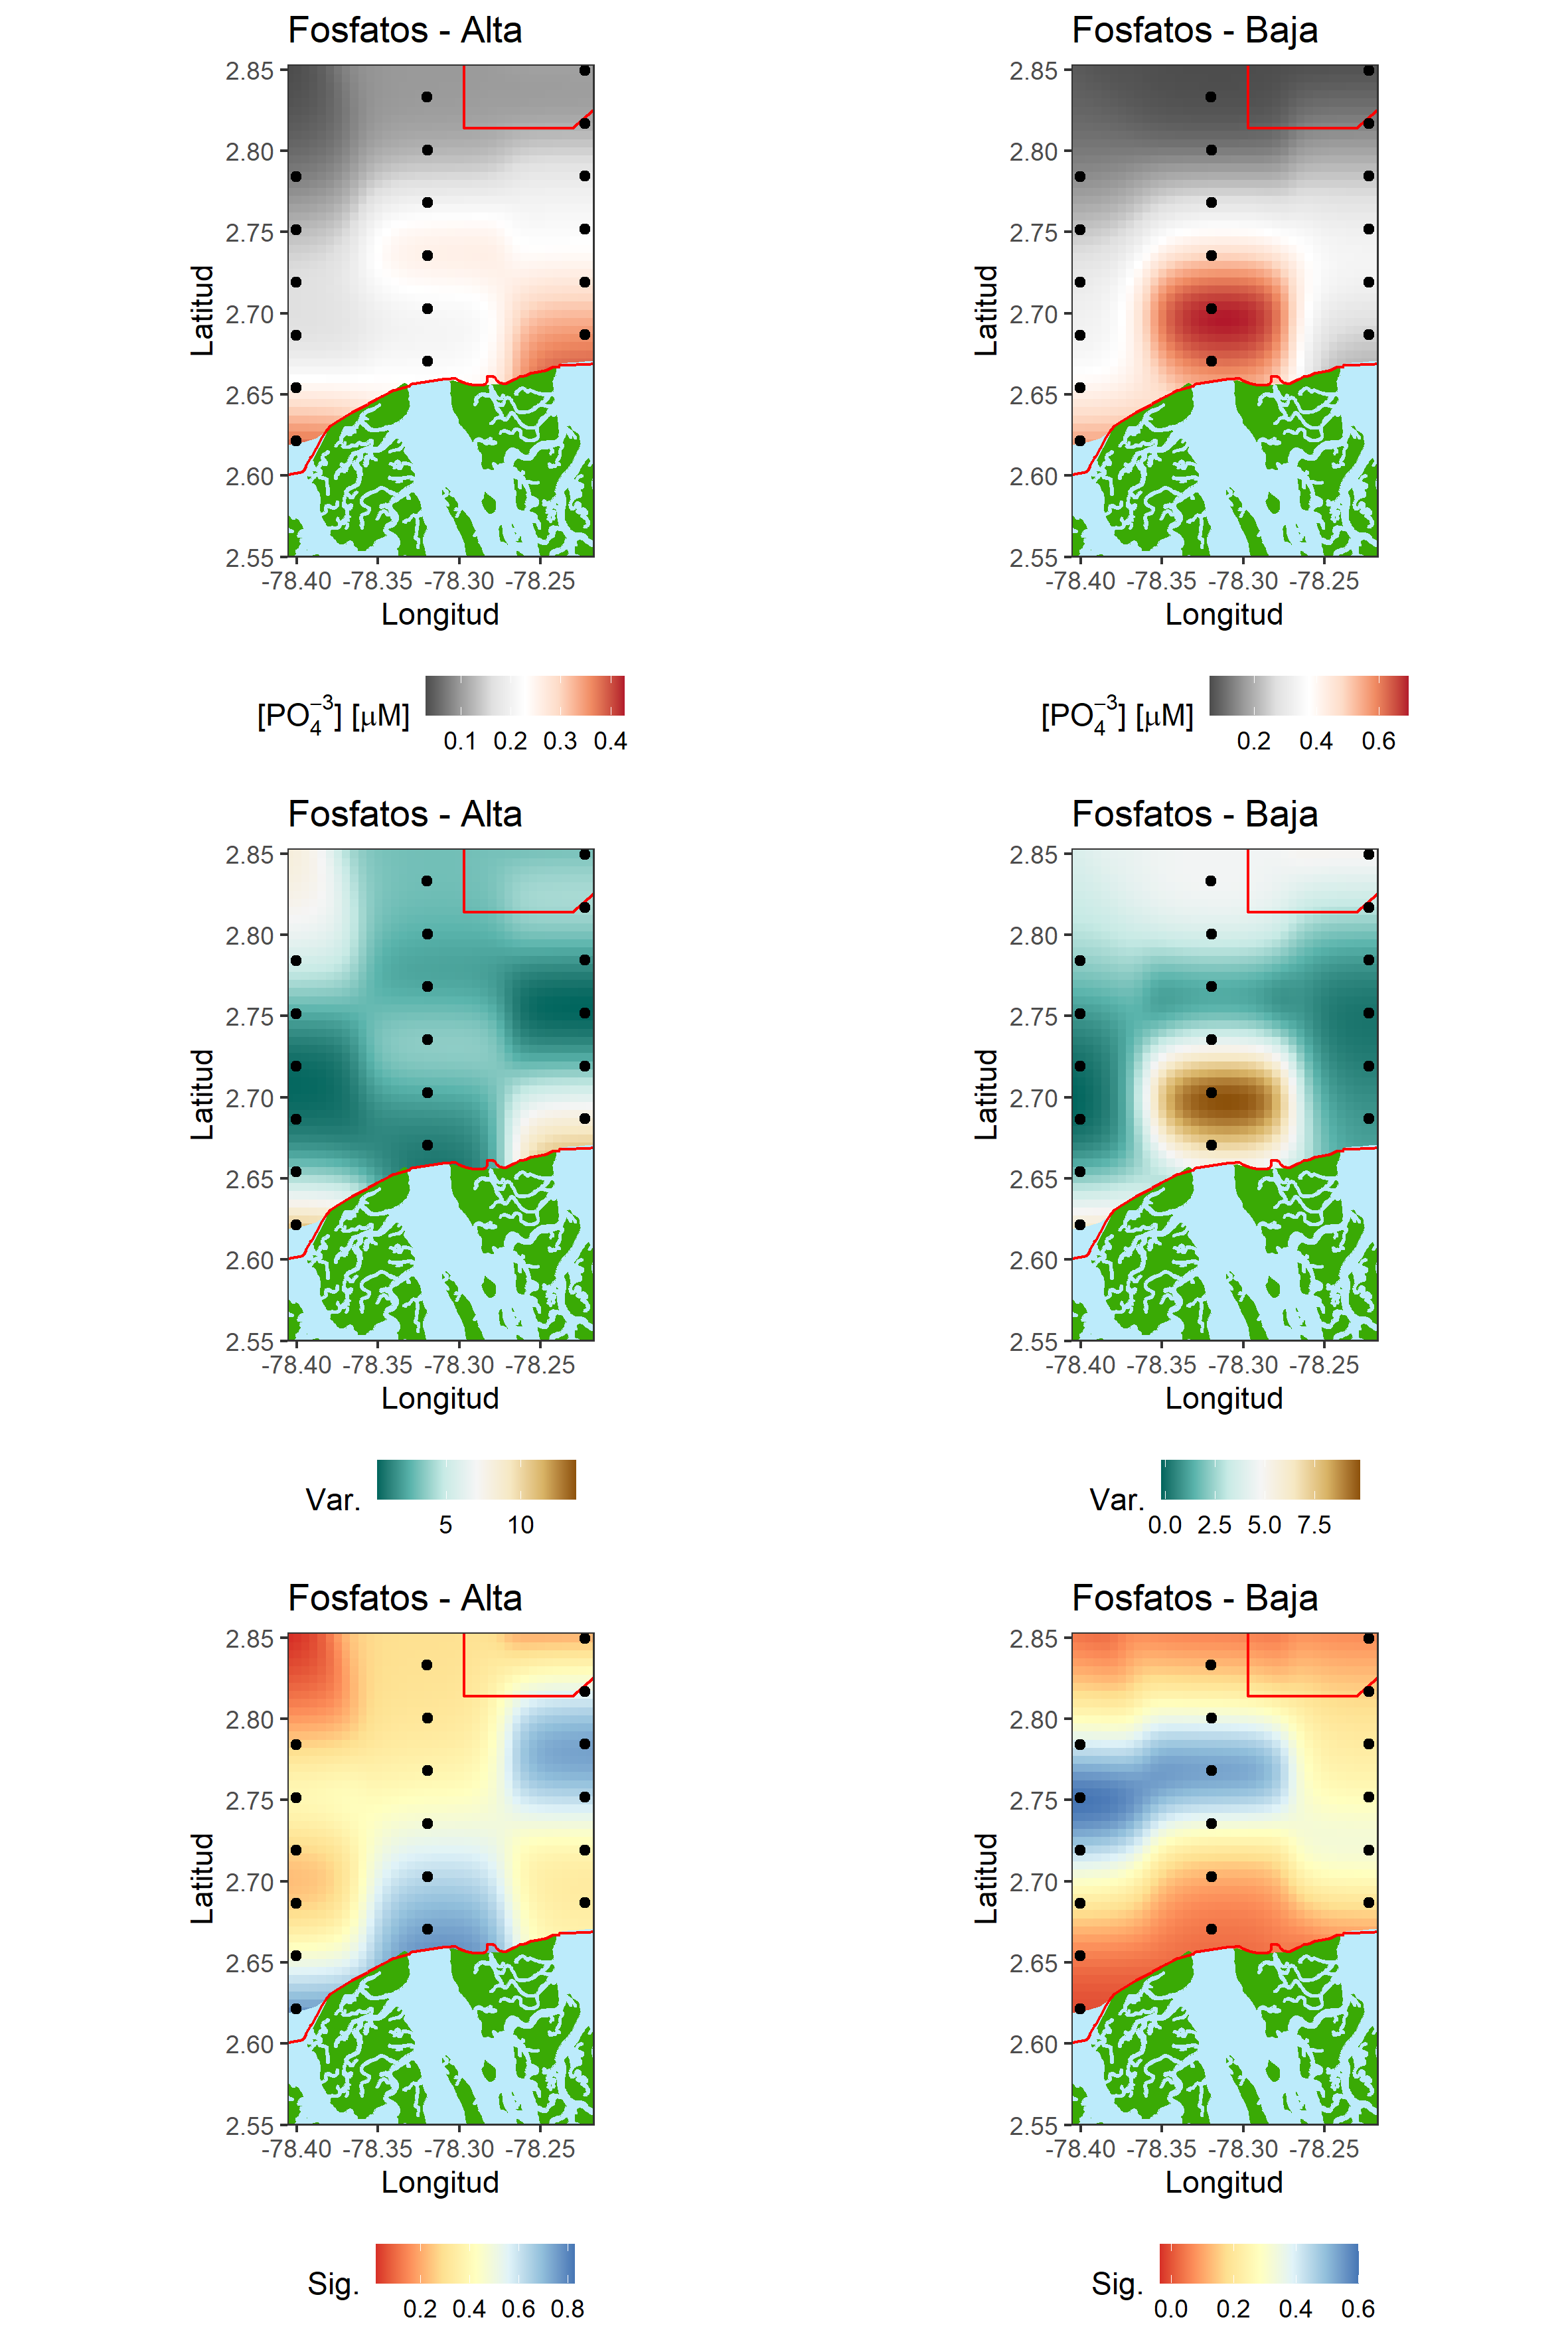 Fosfatos - Alta
Fosfatos - Baja
2.85
2.80
2.75
2.70
2.65
2.60
2.55
Latitud
-78.40 -78.35 -78.30 -78.25
Longitud
[PO₄⁻³] [μM]
0.1 0.2 0.3 0.4
2.85
2.80
2.75
2.70
2.65
2.60
2.55
Latitud
-78.40 -78.35 -78.30 -78.25
Longitud
[PO₄⁻³] [μM]
0.2 0.4 0.6
Fosfatos - Alta
Fosfatos - Baja
2.85
2.80
2.75
2.70
2.65
2.60
2.55
Latitud
-78.40 -78.35 -78.30 -78.25
Longitud
Var.
5 10
2.85
2.80
2.75
2.70
2.65
2.60
2.55
Latitud
-78.40 -78.35 -78.30 -78.25
Longitud
Var.
0.0 2.5 5.0 7.5
Fosfatos - Alta
Fosfatos - Baja
2.85
2.80
2.75
2.70
2.65
2.60
2.55
Latitud
-78.40 -78.35 -78.30 -78.25
Longitud
Sig.
0.2 0.4 0.6 0.8
2.85
2.80
2.75
2.70
2.65
2.60
2.55
Latitud
-78.40 -78.35 -78.30 -78.25
Longitud
Sig.
0.0 0.2 0.4 0.6